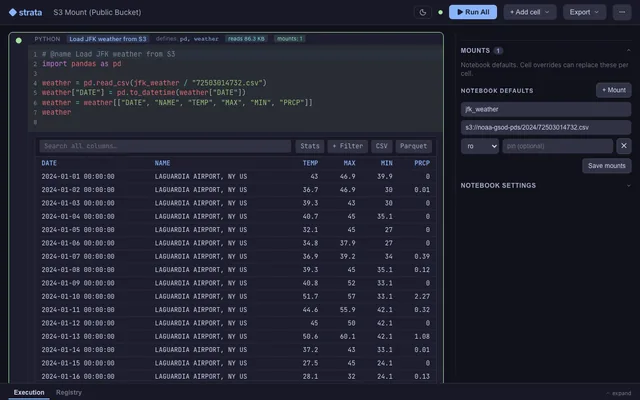 strata
S3 Mount (Public Bucket)
Run All
+ Add cell
Export
...
PYTHON
Load JFK weather from S3
defines: pd, weather
reads 66.3 KB
mounts: 1
1 # @name Load JFK weather from S3
2 import pandas as pd
3
4 weather = pd.read_csv(jfk_weather / "72503014732.csv")
5 weather["DATE"] = pd.to_datetime(weather["DATE"])
6 weather = weather[["DATE", "NAME", "TEMP", "MAX", "MIN", "PRCP"]]
7 weather
8
Search all columns…
Stats
+ Filter
CSV
Parquet
DATE NAME TEMP MAX MIN PRCP
2024-01-01 00:00:00 LAGUARDIA AIRPORT, NY US 43 46.9 39.9 0
2024-01-02 00:00:00 LAGUARDIA AIRPORT, NY US 36.7 46.9 30 0.01
2024-01-03 00:00:00 LAGUARDIA AIRPORT, NY US 39.3 43 30 0
2024-01-04 00:00:00 LAGUARDIA AIRPORT, NY US 40.7 45 35.1 0
2024-01-05 00:00:00 LAGUARDIA AIRPORT, NY US 32.1 45 27 0
2024-01-06 00:00:00 LAGUARDIA AIRPORT, NY US 34.8 37.9 27 0
2024-01-07 00:00:00 LAGUARDIA AIRPORT, NY US 36.9 39.2 34 0.39
2024-01-08 00:00:00 LAGUARDIA AIRPORT, NY US 39.3 45 35.1 0.12
2024-01-09 00:00:00 LAGUARDIA AIRPORT, NY US 40.8 52 33.1 0
2024-01-10 00:00:00 LAGUARDIA AIRPORT, NY US 51.7 57 33.1 2.27
2024-01-11 00:00:00 LAGUARDIA AIRPORT, NY US 44.6 55.9 42.1 0.32
2024-01-12 00:00:00 LAGUARDIA AIRPORT, NY US 45 50 42.1 0
2024-01-13 00:00:00 LAGUARDIA AIRPORT, NY US 50.6 60.1 42.1 1.08
2024-01-14 00:00:00 LAGUARDIA AIRPORT, NY US 37.2 43 33.1 0.01
2024-01-15 00:00:00 LAGUARDIA AIRPORT, NY US 27.5 45 24.1 0
2024-01-16 00:00:00 LAGUARDIA AIRPORT, NY US 28.1 32 24.1 0.13
MOUNTS 1
Notebook defaults. Cell overrides can replace these per
cell.
NOTEBOOK DEFAULTS
+ Mount
jfk_weather
s3://noaa-gsod-pds/2024/72503014732.csv
ro
pin (optional)
Save mounts
NOTEBOOK SETTINGS
Execution
Registry
expand